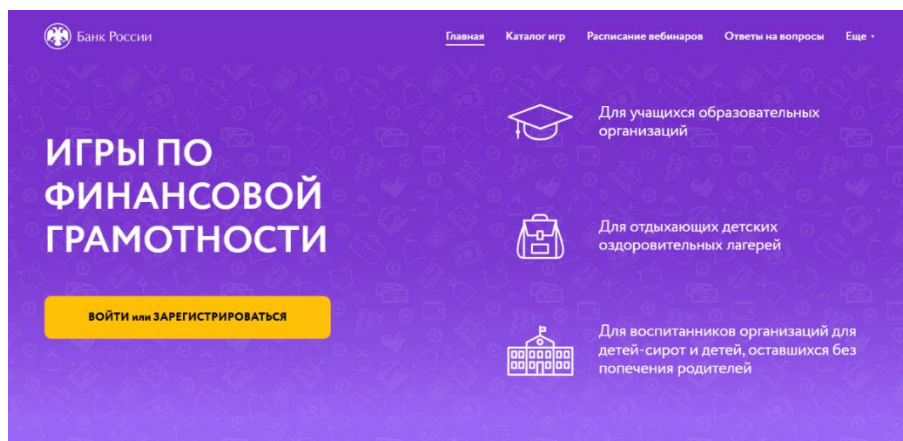 Банк России
Главная Каталог игр Расписание вебинаров Ответы на вопросы Еще
ИГРЫ ПО
ФИНАНСОВОЙ
ГРАМОТНОСТИ
ВОЙТИ или ЗАРЕГИСТРИРОВАТЬСЯ
Для учащихся образовательных
организаций
Для отдыхающих детских
оздоровительных лагерей
Для воспитанников организаций для
детей-сирот и детей, оставшихся без
попечения родителей